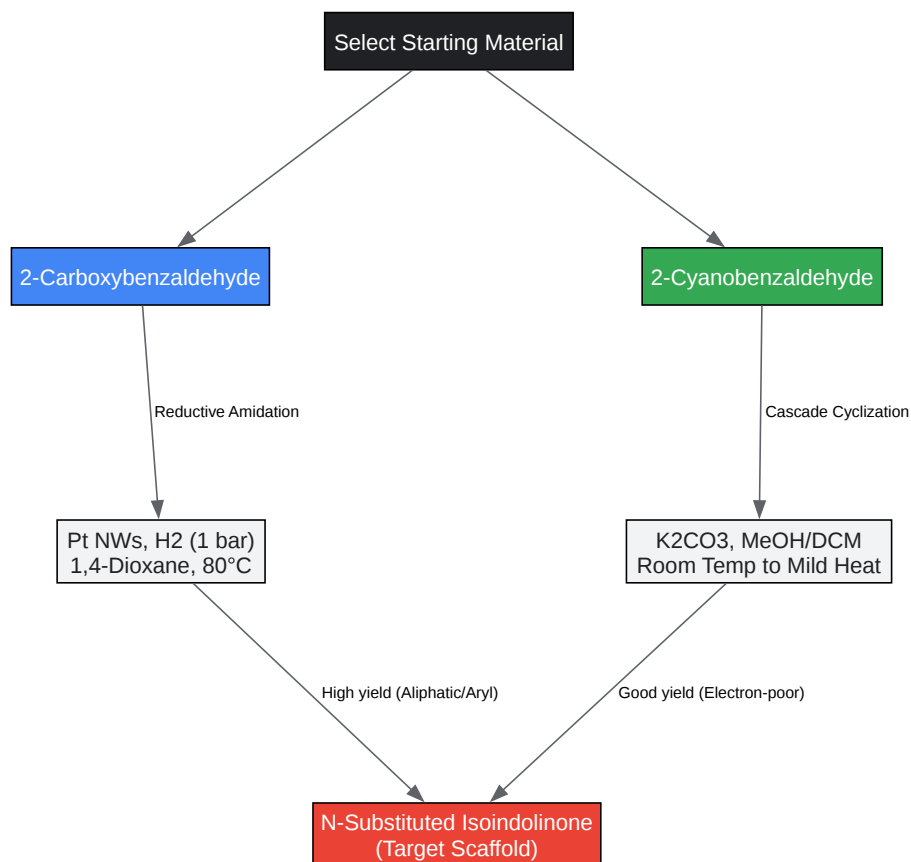 Select Starting Material
2-Carboxybenzaldehyde
2-Cyanobenzaldehyde
Reductive Amidation
Cascade Cyclization
Pt NWs, H2 (1 bar)
1,4-Dioxane, 80°C
K2CO3, MeOH/DCM
Room Temp to Mild Heat
High yield (Aliphatic/Aryl)
Good yield (Electron-poor)
N-Substituted Isoindolinone
(Target Scaffold)